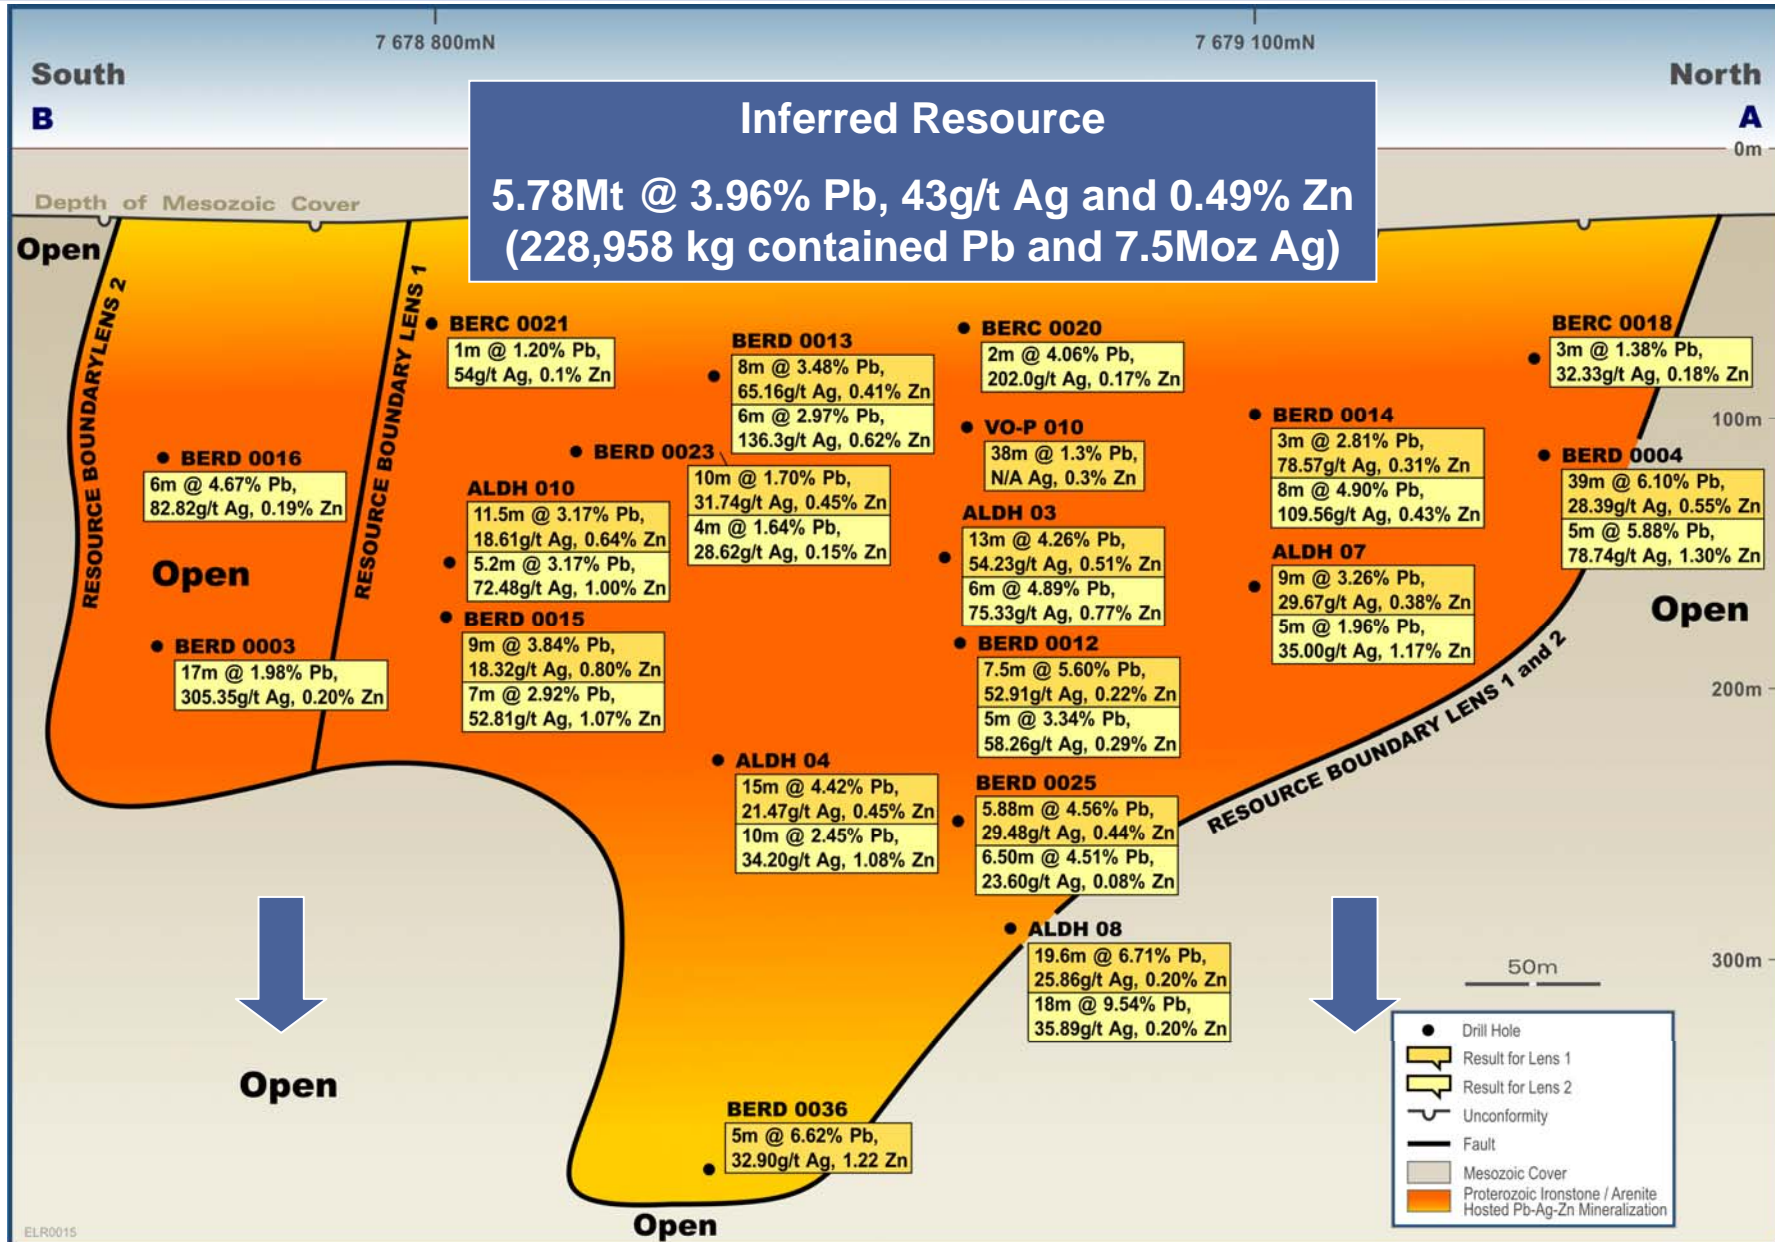 7 678 800mN
7 679 100mN
South
North
B
A
Inferred Resource
5.78Mt @ 3.96% Pb, 43g/t Ag and 0.49% Zn
(228,958 kg contained Pb and 7.5Moz Ag)
0m
Depth of Mesozoic Cover
Open
RESOURCE BOUNDARYLENS 2
RESOURCE BOUNDARY LENS 1
BERC 0021
1m @ 1.20% Pb,
54g/t Ag, 0.1% Zn
BERD 0013
8m @ 3.48% Pb,
65.16g/t Ag, 0.41% Zn
6m @ 2.97% Pb,
136.3g/t Ag, 0.62% Zn
BERC 0020
2m @ 4.06% Pb,
202.0g/t Ag, 0.17% Zn
BERC 0018
3m @ 1.38% Pb,
32.33g/t Ag, 0.18% Zn
100m
VO-P 010
38m @ 1.3% Pb,
N/A Ag, 0.3% Zn
BERD 0014
3m @ 2.81% Pb,
78.57g/t Ag, 0.31% Zn
8m @ 4.90% Pb,
109.56g/t Ag, 0.43% Zn
BERD 0004
39m @ 6.10% Pb,
28.39g/t Ag, 0.55% Zn
5m @ 5.88% Pb,
78.74g/t Ag, 1.30% Zn
BERD 0016
6m @ 4.67% Pb,
82.82g/t Ag, 0.19% Zn
BERD 0023
10m @ 1.70% Pb,
31.74g/t Ag, 0.45% Zn
4m @ 1.64% Pb,
28.62g/t Ag, 0.15% Zn
ALDH 010
11.5m @ 3.17% Pb,
18.61g/t Ag, 0.64% Zn
5.2m @ 3.17% Pb,
72.48g/t Ag, 1.00% Zn
ALDH 03
13m @ 4.26% Pb,
54.23g/t Ag, 0.51% Zn
6m @ 4.89% Pb,
75.33g/t Ag, 0.77% Zn
ALDH 07
9m @ 3.26% Pb,
29.67g/t Ag, 0.38% Zn
5m @ 1.96% Pb,
35.00g/t Ag, 1.17% Zn
Open
Open
BERD 0003
17m @ 1.98% Pb,
305.35g/t Ag, 0.20% Zn
BERD 0015
9m @ 3.84% Pb,
18.32g/t Ag, 0.80% Zn
7m @ 2.92% Pb,
52.81g/t Ag, 1.07% Zn
BERD 0012
7.5m @ 5.60% Pb,
52.91g/t Ag, 0.22% Zn
5m @ 3.34% Pb,
58.26g/t Ag, 0.29% Zn
200m
RESOURCE BOUNDARY LENS 1 and 2
ALDH 04
15m @ 4.42% Pb,
21.47g/t Ag, 0.45% Zn
10m @ 2.45% Pb,
34.20g/t Ag, 1.08% Zn
BERD 0025
5.88m @ 4.56% Pb,
29.48g/t Ag, 0.44% Zn
6.50m @ 4.51% Pb,
23.60g/t Ag, 0.08% Zn
ALDH 08
19.6m @ 6.71% Pb,
25.86g/t Ag, 0.20% Zn
18m @ 9.54% Pb,
35.89g/t Ag, 0.20% Zn
300m
50m
Open
BERD 0036
5m @ 6.62% Pb,
32.90g/t Ag, 1.22 Zn
Open
Drill Hole
Result for Lens 1
Result for Lens 2
Unconformity
Fault
Mesozoic Cover
Proterozoic Ironstone / Arenite
Hosted Pb-Ag-Zn Mineralization
ELR0015